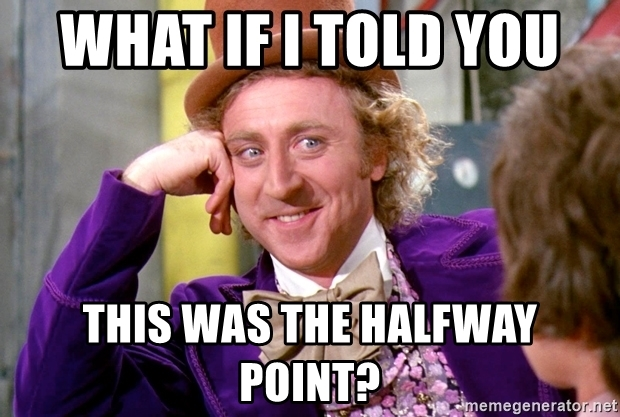 WHAT IF I TOLD YOU
THIS WAS THE HALFWAY
POINT?
memegenerator.net